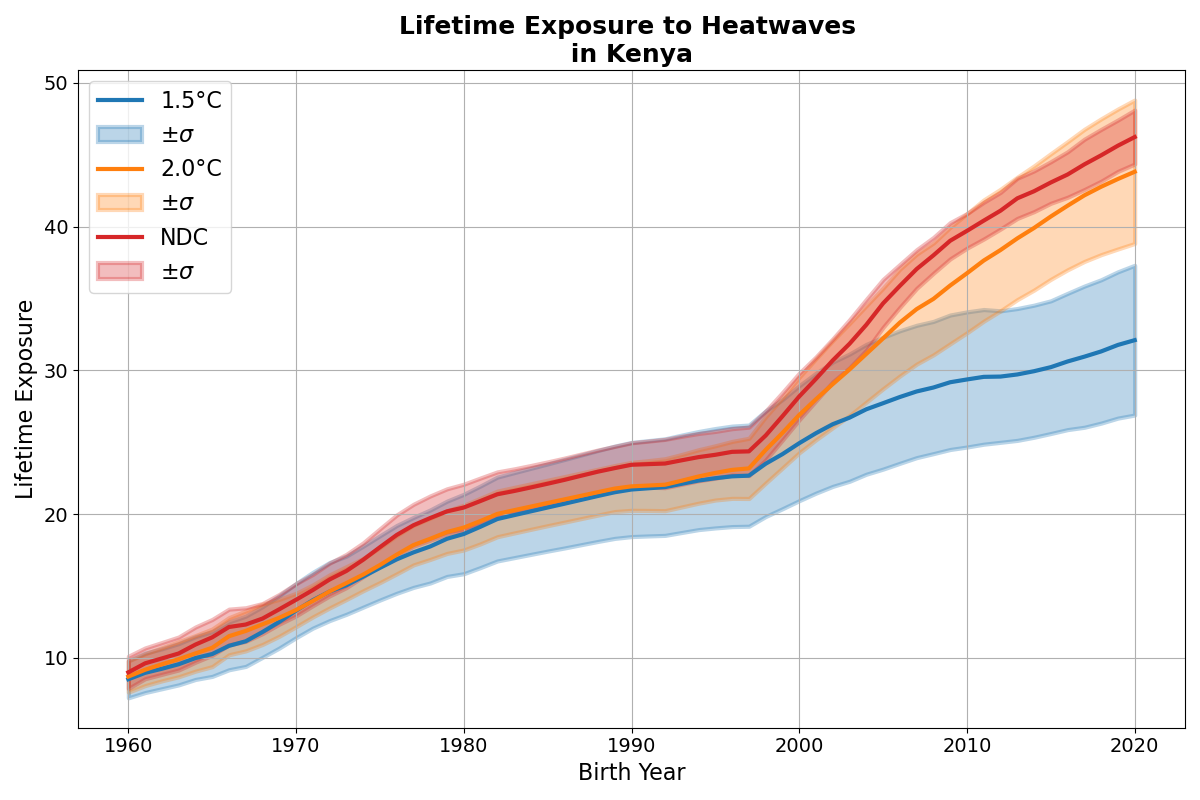 Lifetime Exposure to Heatwaves
in Kenya
1.5°C
±σ
2.0°C
±σ
NDC
±σ
Lifetime Exposure
50
40
30
20
10
1960 1970 1980 1990 2000 2010 2020
Birth Year